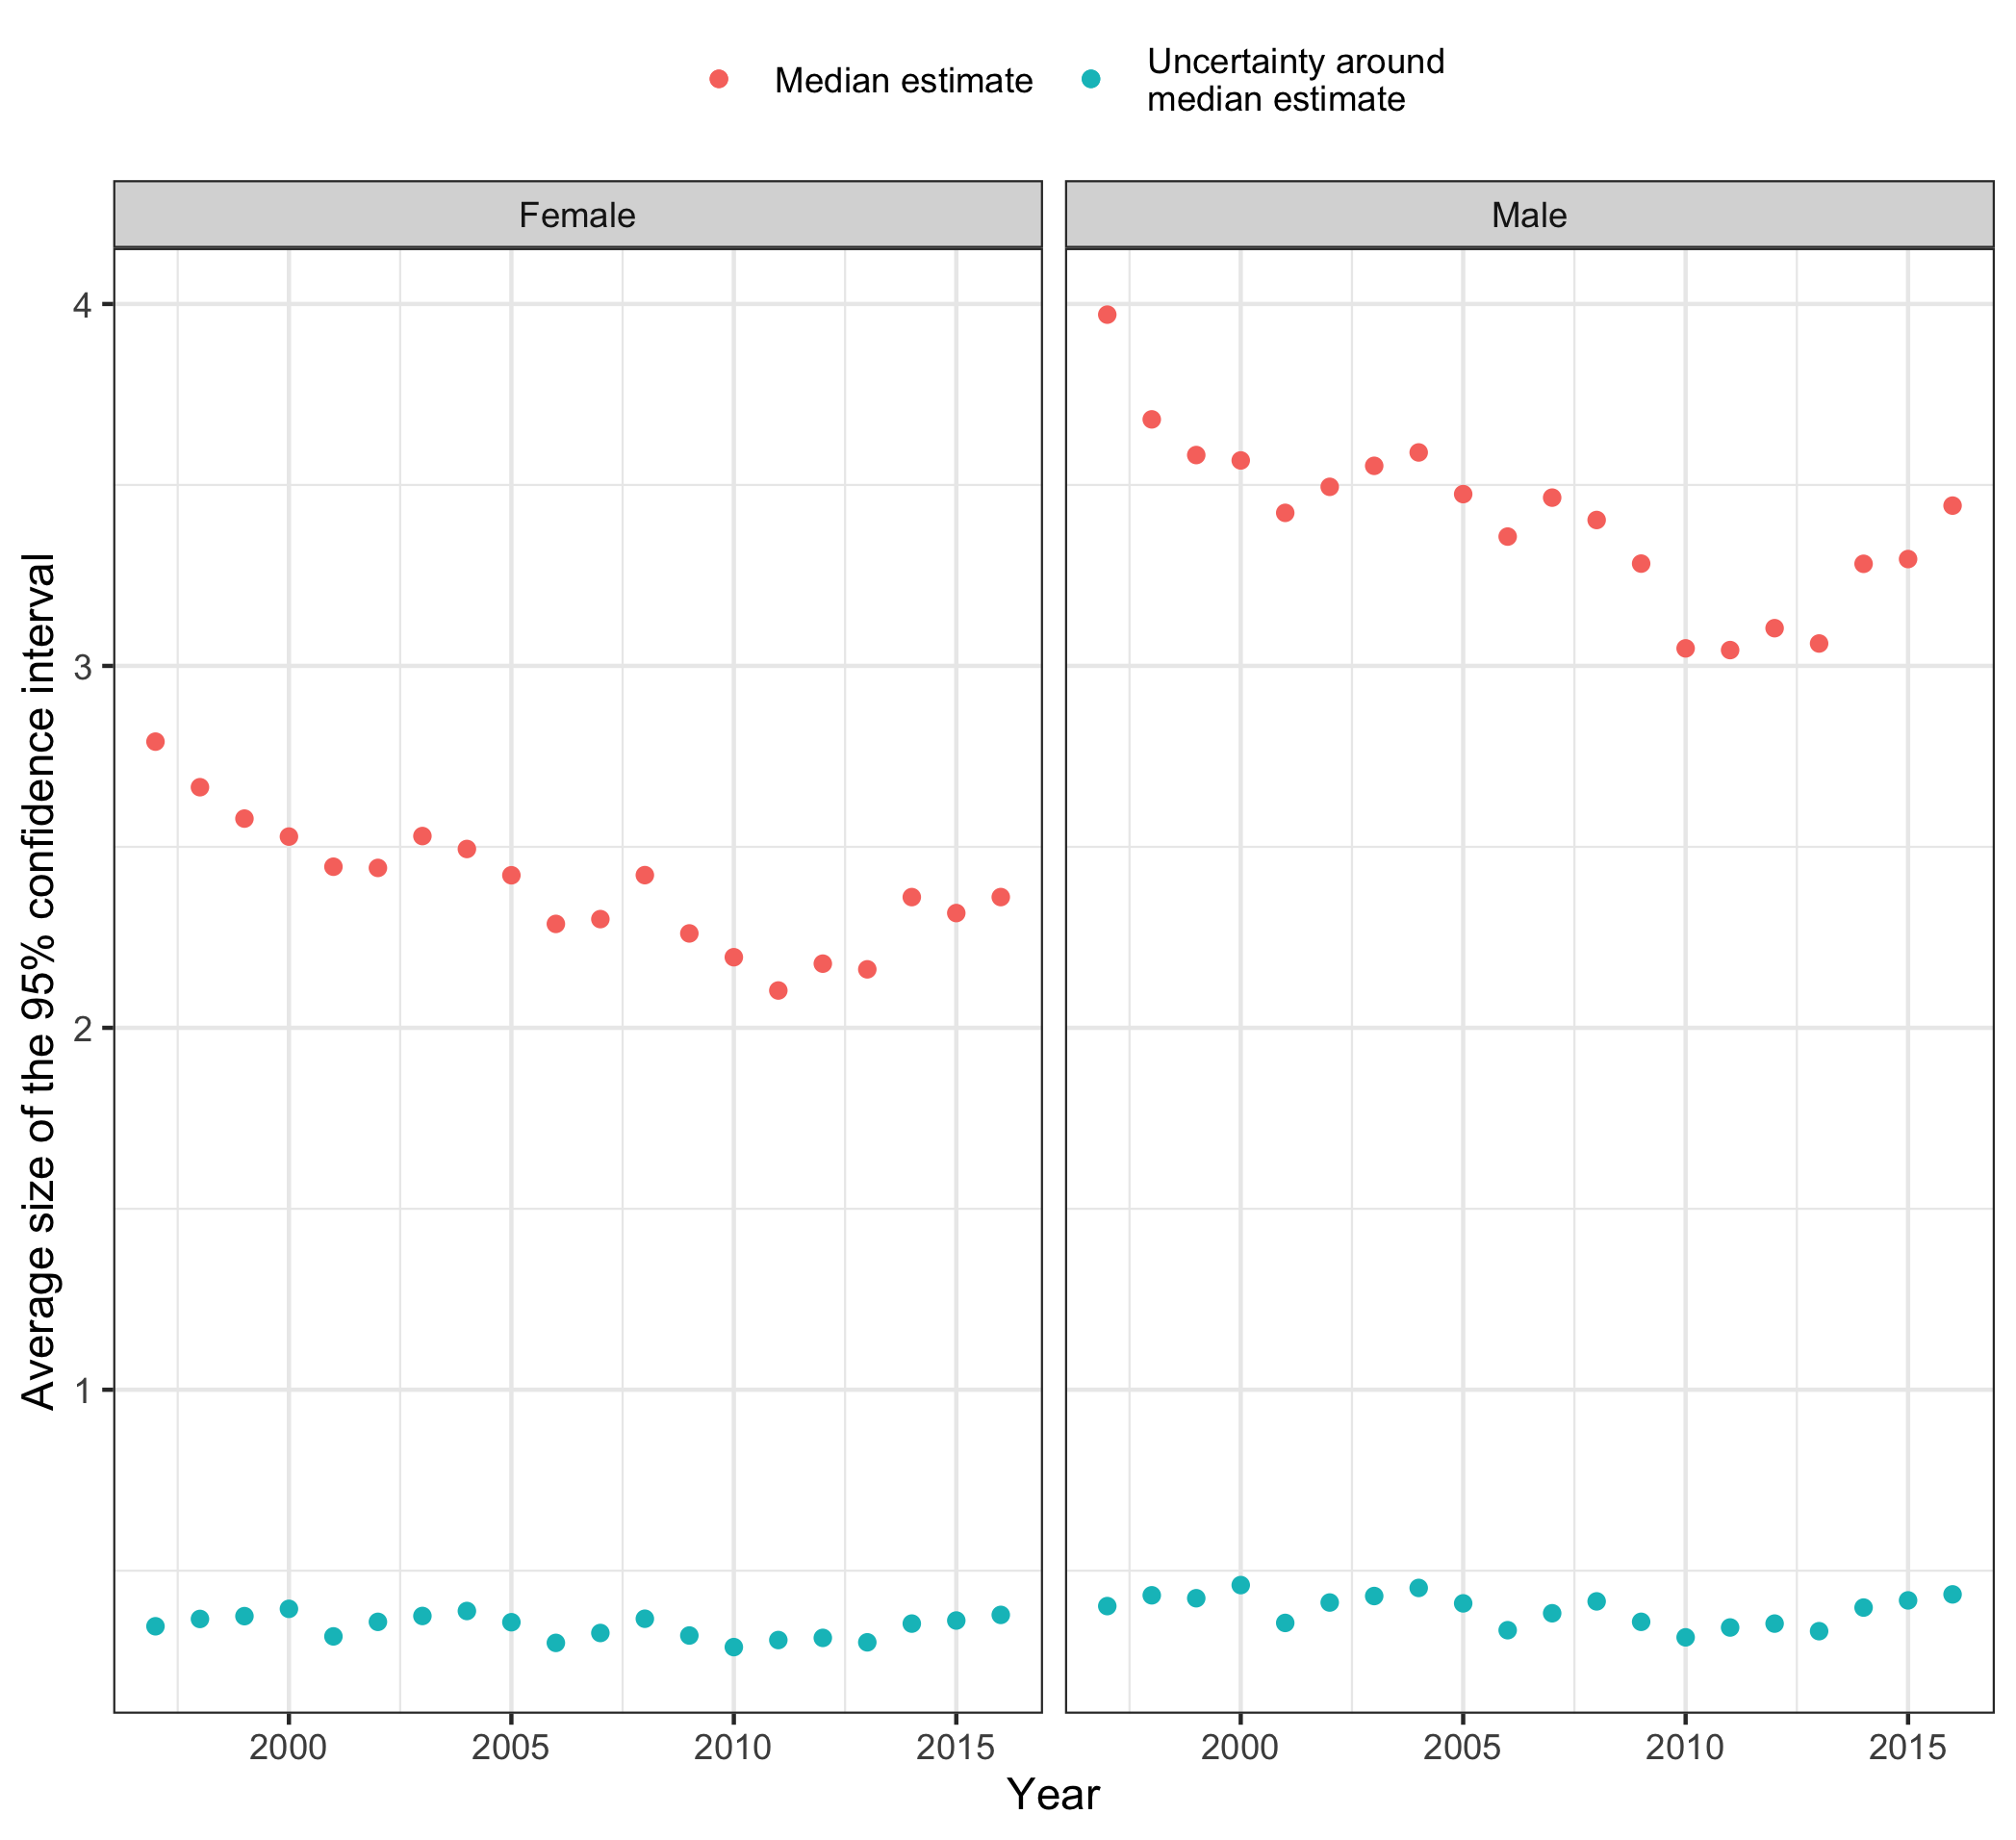 Median estimate
Uncertainty around
median estimate
Female
Male
Average size of the 95% confidence interval
4
3
2
1
2000
2005
2010
2015
2000
2005
2010
2015
Year